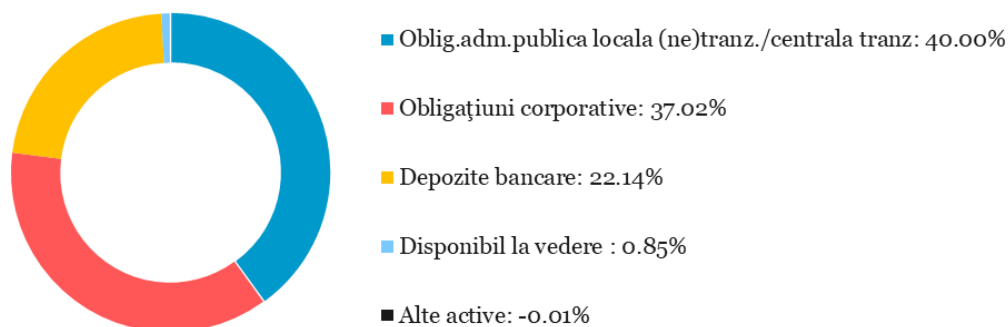 Oblig.adm.publica locala (ne)tranz./centrala tranz: 40.00%
Obligaţiuni corporative: 37.02%
Depozite bancare: 22.14%
Disponibil la vedere : 0.85%
Alte active: -0.01%